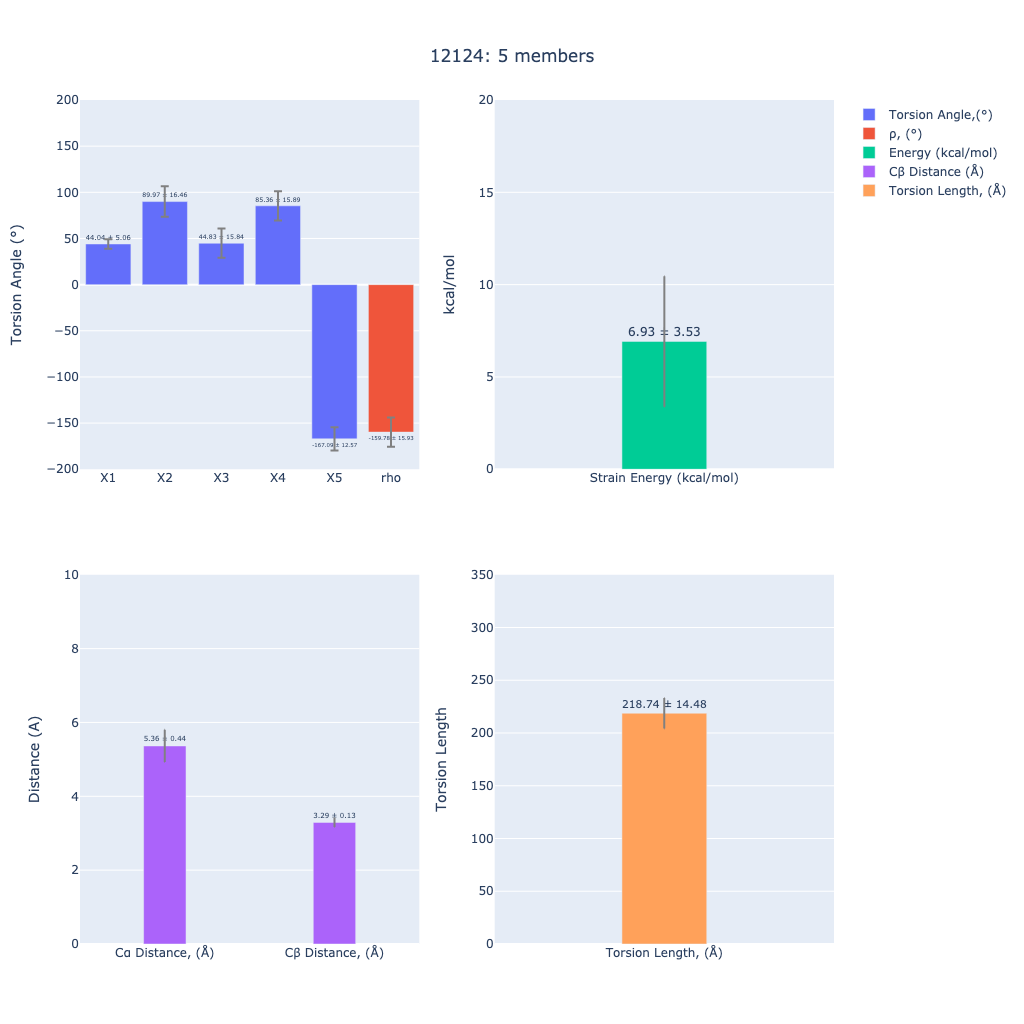 12124: 5 members
Torsion Angle (°)
200
150
100
50
0
−50
−100
−150
−200
44.04 ± 5.06
89.97 ± 16.46
44.83 ± 15.84
85.36 ± 15.89
-167.09 ± 12.57
-159.78 ± 15.93
X1
X2
X3
X4
X5
rho
kcal/mol
20
15
10
5
0
6.93 ± 3.53
Strain Energy (kcal/mol)
Torsion Angle,(°)
ρ, (°)
Energy (kcal/mol)
Cβ Distance (Å)
Torsion Length, (Å)
Distance (A)
10
8
6
4
2
0
5.36 ± 0.44
3.29 ± 0.13
Cα Distance, (Å)
Cβ Distance, (Å)
Torsion Length
350
300
250
200
150
100
50
0
218.74 ± 14.48
Torsion Length, (Å)